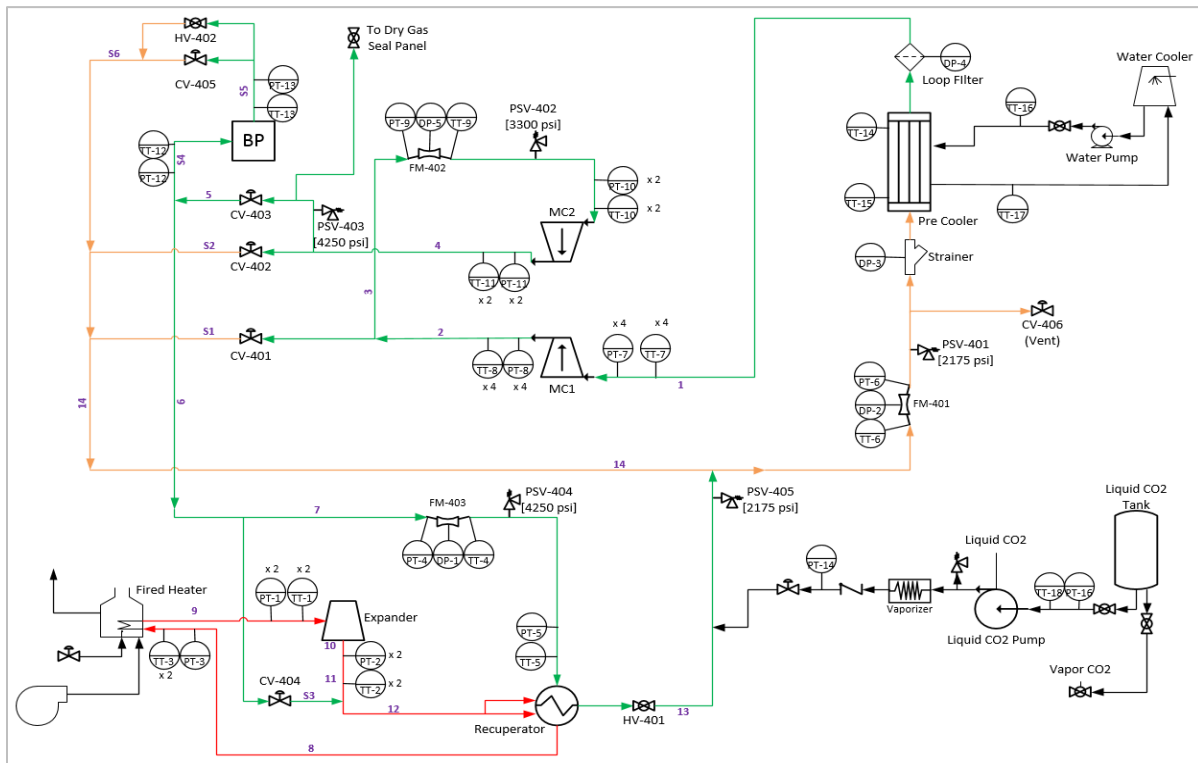 HV-402
S6
CV-405
PT-13
TT-13
S5
BP
TT-12
PT-12
S4
To Dry Gas
Seal Panel
5
CV-403
PSV-403
[4250 psi]
S2
CV-402
4
PT-9
DP-5
TT-9
FM-402
PSV-402
[3300 psi]
PT-10
x 2
TT-10
x 2
MC2
TT-11
PT-11
x 2
x 2
3
S1
CV-401
2
TT-8
PT-8
x 4
x 4
MC1
x 4
x 4
PT-7
TT-7
1
Loop FIlter
DP-4
Water Cooler
TT-16
Water Pump
TT-14
TT-15
TT-17
Pre Cooler
DP-3
Strainer
CV-406
(Vent)
PSV-401
[2175 psi]
PT-6
DP-2
TT-6
FM-401
14
6
14
7
FM-403
PT-4
DP-1
TT-4
PSV-404
[4250 psi]
PSV-405
[2175 psi]
Liquid CO2
Tank
Liquid CO2
PT-14
Vaporizer
TT-18
PT-16
Liquid CO2 Pump
Vapor CO2
Fired Heater
9
x 2
x 2
PT-1
TT-1
Expander
10
PT-2
x 2
11
TT-2
x 2
TT-3
PT-3
x 2
CV-404
S3
12
PT-5
TT-5
Recuperator
HV-401
13
8